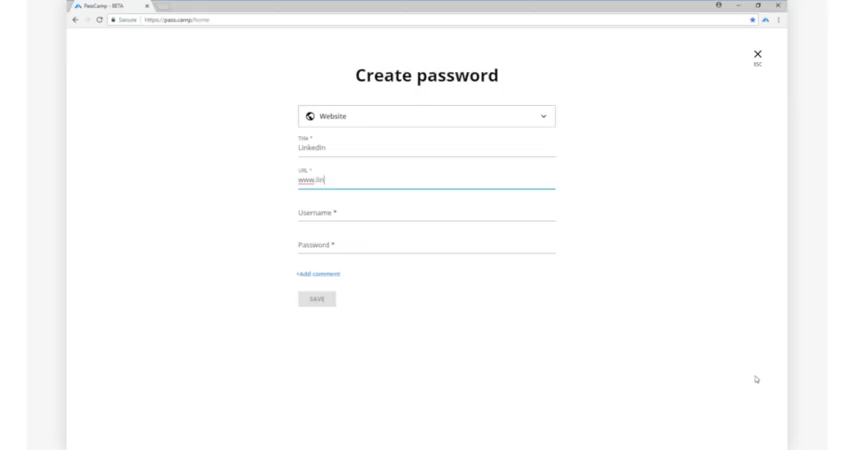 PassCamp - BETA
Secure | https://pass.camp/home
ESC
Create password
Website
Title *
LinkedIn
URL *
www.lin
Username *
Password *
+Add comment
SAVE